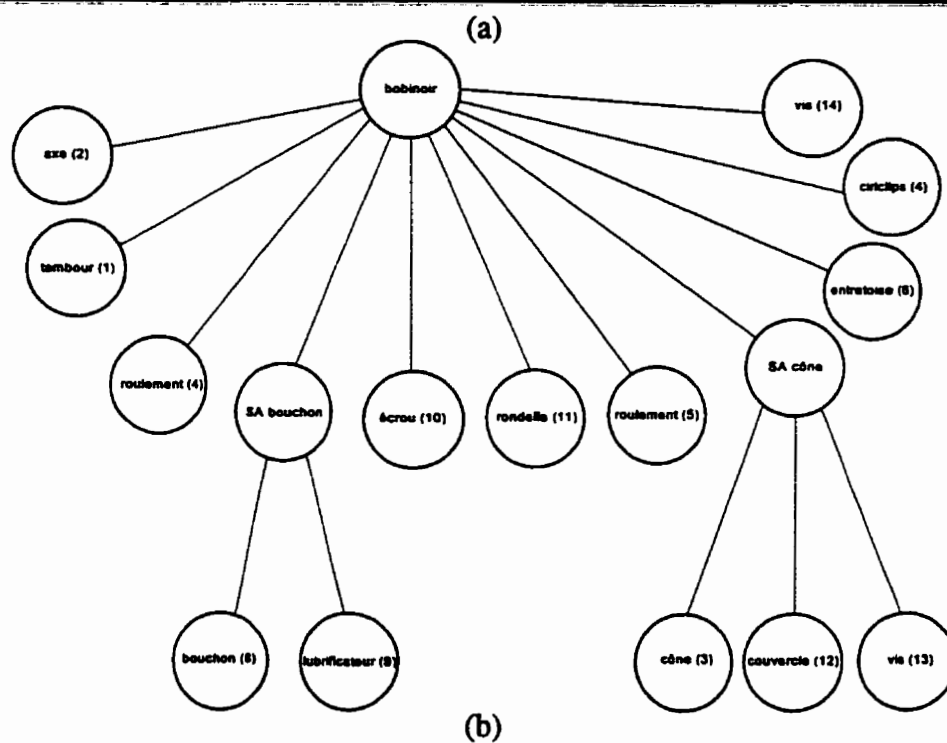 (a)
bobinoir
vis (14)
axe (2)
circlips (4)
tambour (1)
entretoise (6)
SA cône
roulement (4)
SA bouchon
écrou (10)
rondelle (11)
roulement (5)
bouchon (8)
lubrificateur (9)
cône (3)
couvercle (12)
vis (13)
(b)